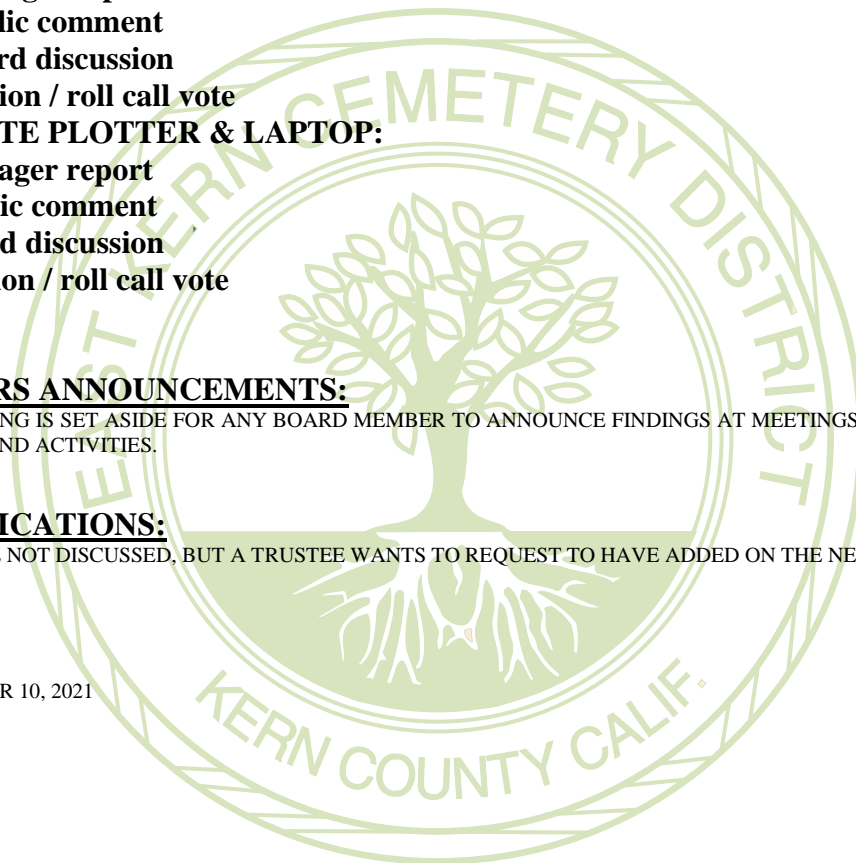 lic comment
rd discussion
ion / roll call vote
TE PLOTTER & LAPTOP:
ager report
ic comment
d discussion
on / roll call vote
RS ANNOUNCEMENTS:
NG IS SET ASIDE FOR ANY BOARD MEMBER TO ANNOUNCE FINDINGS AT MEETINGS
ND ACTIVITIES.
ICATIONS:
NOT DISCUSSED, BUT A TRUSTEE WANTS TO REQUEST TO HAVE ADDED ON THE NE
R 10, 2021
EAST KERN CEMETERY DISTRICT
KERN COUNTY CALIF.